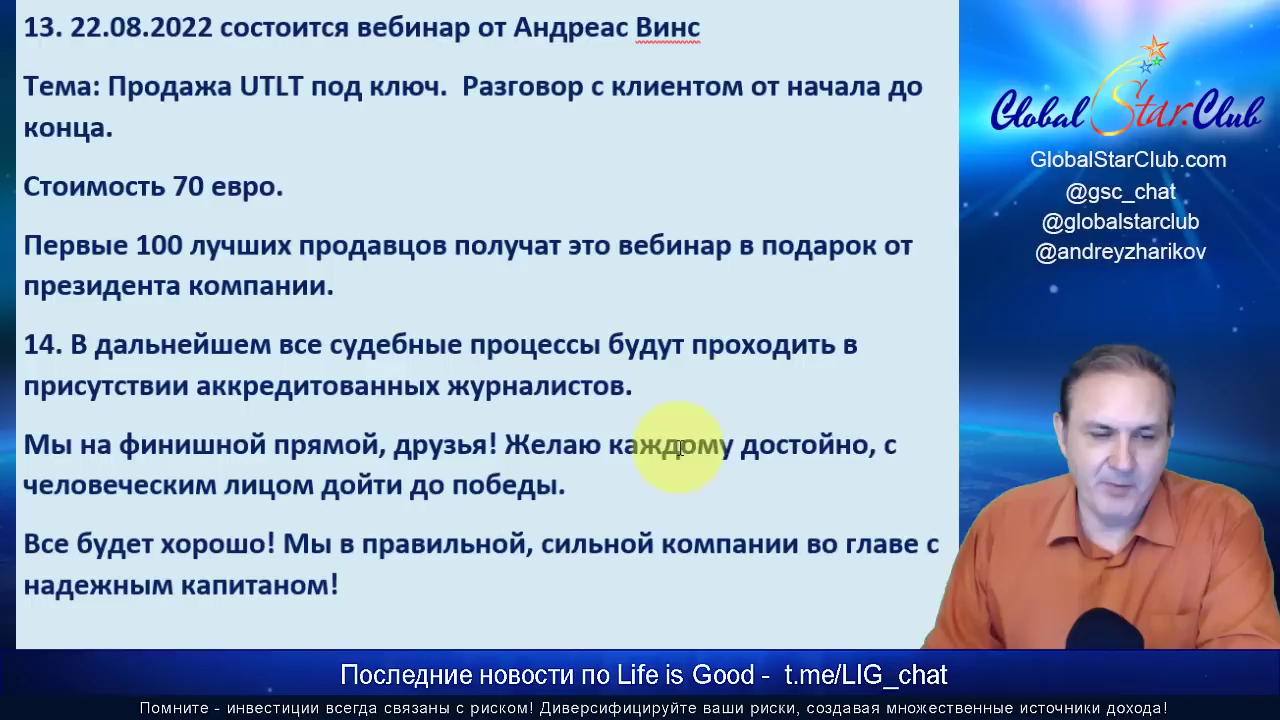 13. 22.08.2022 состоится вебинар от Андреас Винс
Тема: Продажа UTLT под ключ.  Разговор с клиентом от начала до
конца.
Стоимость 70 евро.
Первые 100 лучших продавцов получат это вебинар в подарок от
президента компании.
14. В дальнейшем все судебные процессы будут проходить в
присутствии аккредитованных журналистов.
Мы на финишной прямой, друзья! Желаю каждому достойно, с
человеческим лицом дойти до победы.
Все будет хорошо! Мы в правильной, сильной компании во главе с
надежным капитаном!
Global Star.Club
GlobalStarClub.com
@gsc_chat
@globalstarclub
@andreyzharikov
Последние новости по Life is Good -  t.me/LIG_chat
Помните - инвестиции всегда связаны с риском! Диверсифицируйте ваши риски, создавая множественные источники дохода!